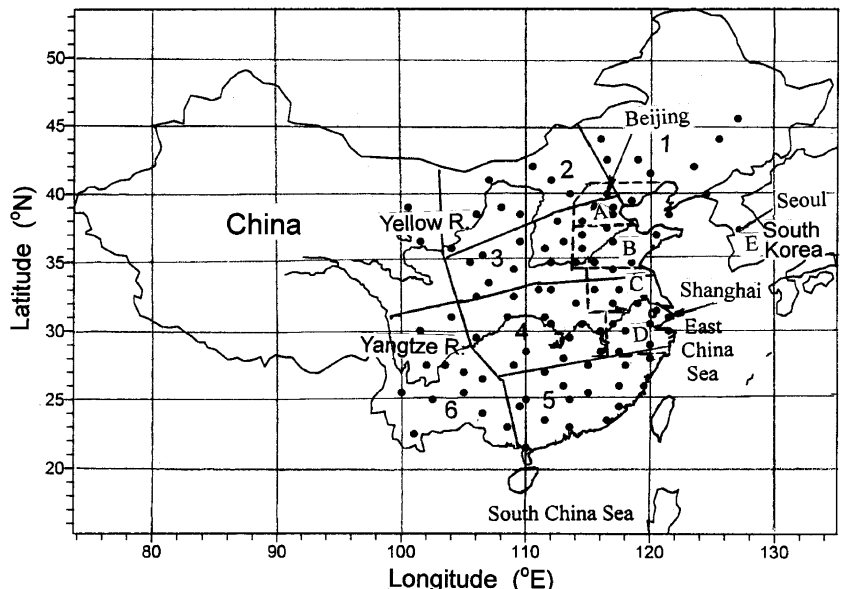 50
45
40
35
30
25
20
Latitude (°N)
Beijing
1
2
Yellow R.
A
Seoul
China
E
South
Korea
B
3
C
Shanghai
4
Yangtze R.
D
East
China
Sea
5
6
South China Sea
80
90
100
110
120
130
Longitude (°E)